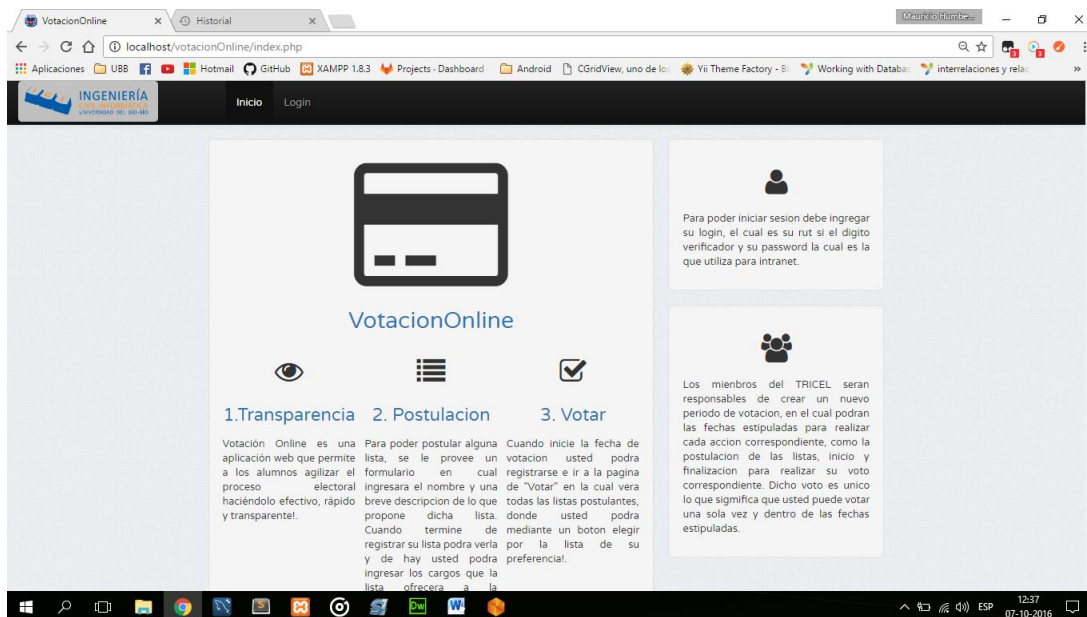 VotacionOnline
Historial
localhost/votacionOnline/index.php
Aplicaciones
UBB
Hotmail
GitHub
XAMPP 1.8.3
Projects · Dashboard
Android
CGridView, uno de lo
Yii Theme Factory - B
Working with Databa
interrelaciones y rela
»
INGENIERÍA
CIVIL INFORMÁTICA
UNIVERSIDAD DEL BÍO-BÍO
Inicio
Login
VotacionOnline
1.Transparencia
Votación Online es una
aplicación web que permite
a los alumnos agilizar el
proceso electoral
haciéndolo efectivo, rápido
y transparente!.
2. Postulacion
Para poder postular alguna
lista, se le provee un
formulario en cual
ingresara el nombre y una
breve descripcion de lo que
propone dicha lista.
Cuando termine de
registrar su lista podra verla
y de hay usted podra
ingresar los cargos que la
lista ofrecera a la
3. Votar
Cuando inicie la fecha de
votacion usted podra
registrarse e ir a la pagina
de "Votar" en la cual vera
todas las listas postulantes,
donde usted podra
mediante un boton elegir
por la lista de su
preferencia!.
Para poder iniciar sesion debe ingregar
su login, el cual es su rut si el digito
verificador y su password la cual es la
que utiliza para intranet.
Los mienbros del TRICEL seran
responsables de crear un nuevo
periodo de votacion, en el cual podran
las fechas estipuladas para realizar
cada accion correspondiente, como la
postulacion de las listas, inicio y
finalizacion para realizar su voto
correspondiente. Dicho voto es unico
lo que sigmifica que usted puede votar
una sola vez y dentro de las fechas
estipuladas.
ESP
12:37
07-10-2016